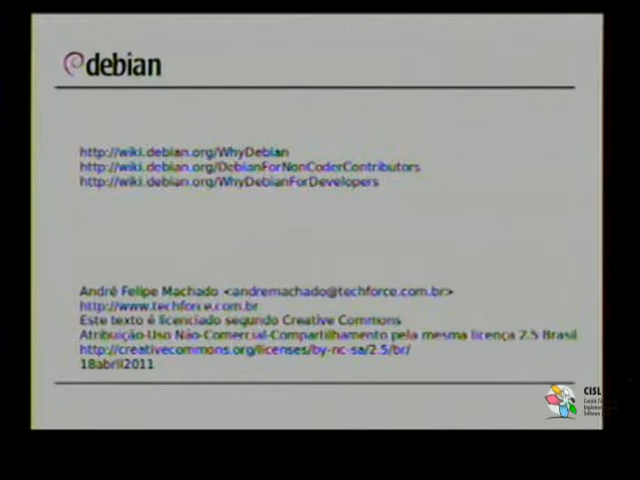 debian
http://wiki.debian.org/WhyDebian
http://wiki.debian.org/DebianForNonCoderContributors
http://wiki.debian.org/WhyDebianForDevelopers
André Felipe Machado <andremachado@techforce.com.br>
http://www.techforce.com.br
Este texto é licenciado segundo Creative Commons
Atribuição-Uso Não-Comercial-Compartilhamento pela mesma licença 2.5 Brasil
http://creativecommons.org/licenses/by-nc-sa/2.5/br/
18abril2011
CISL